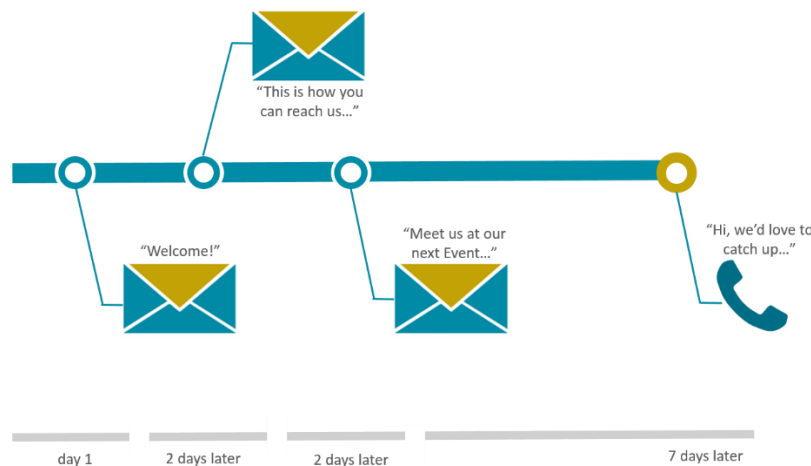 “This is how you
can reach us…”
“Welcome!”
“Meet us at our
next Event…”
“Hi, we’d love to
catch up…”
day 1
2 days later
2 days later
7 days later